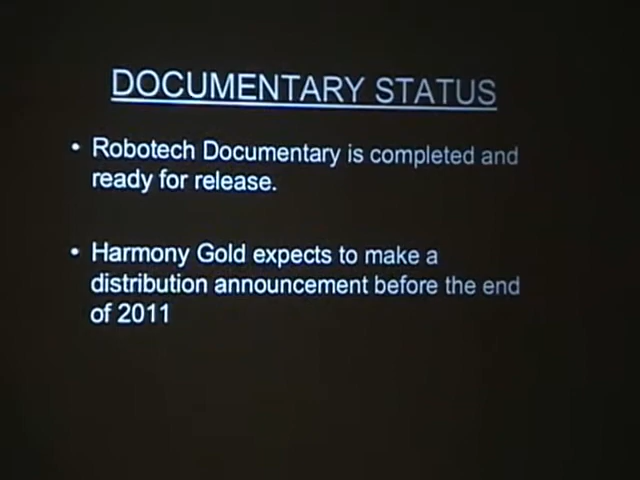 DOCUMENTARY STATUS
• Robotech Documentary is completed and
ready for release.
• Harmony Gold expects to make a
distribution announcement before the end
of 2011